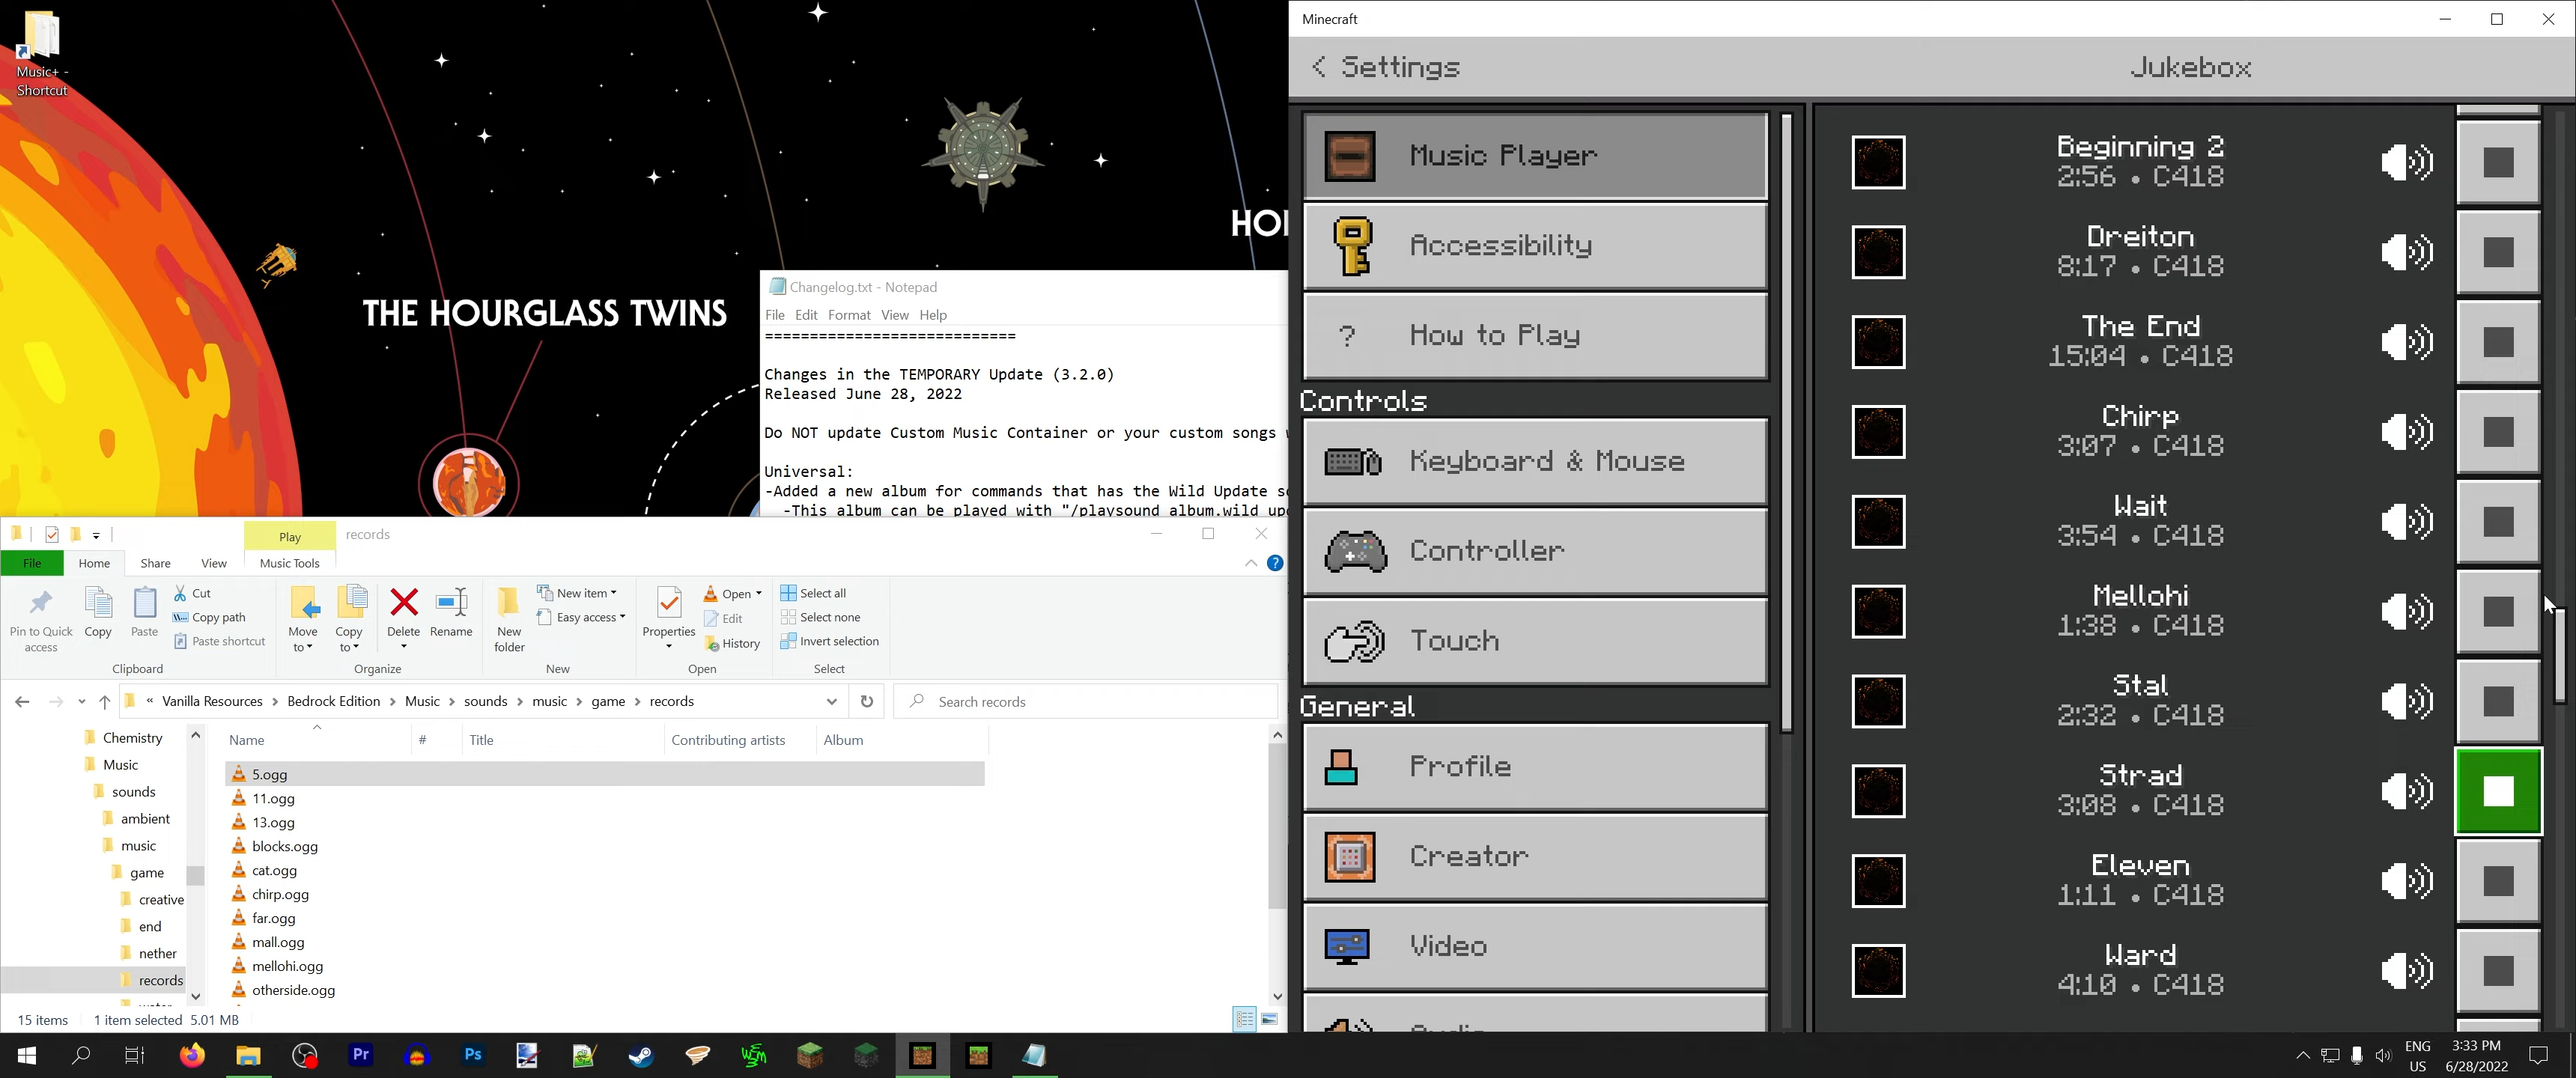 Music+ -
Shortcut
THE HOURGLASS TWINS
Changelog.txt - Notepad
File Edit Format View Help
============================
Changes in the TEMPORARY Update (3.2.0)
Released June 28, 2022
Do NOT update Custom Music Container or your custom songs
Universal:
-Added a new album for commands that has the Wild Update
-This album can be played with "/playsound album.wild
Play
records
File
Home
Share
View
Music Tools
Pin to Quick
access
Copy
Paste
Cut
Copy path
Paste shortcut
Clipboard
Move
to
Copy
to
Delete
Rename
Organize
New
folder
New item
Easy access
New
Properties
Open
Edit
History
Open
Select all
Select none
Invert selection
Select
« Vanilla Resources > Bedrock Edition > Music > sounds > music > game > records
Search records
Chemistry
Music
sounds
ambient
music
game
creative
end
nether
records
Name # Title Contributing artists Album
5.ogg
11.ogg
13.ogg
blocks.ogg
cat.ogg
chirp.ogg
far.ogg
mall.ogg
mellohi.ogg
otherside.ogg
15 items 1 item selected 5.01 MB
Minecraft
< Settings
Jukebox
Music Player
Accessibility
? How to Play
Controls
Keyboard & Mouse
Controller
Touch
General
Profile
Creator
Video
Beginning 2
2:56 • C418
Dreiton
8:17 • C418
The End
15:04 • C418
Chirp
3:07 • C418
Wait
3:54 • C418
Mellohi
1:38 • C418
Stal
2:32 • C418
Strad
3:08 • C418
Eleven
1:11 • C418
Ward
4:10 • C418
Pr
Ps
ENG
US
3:33 PM
6/28/2022